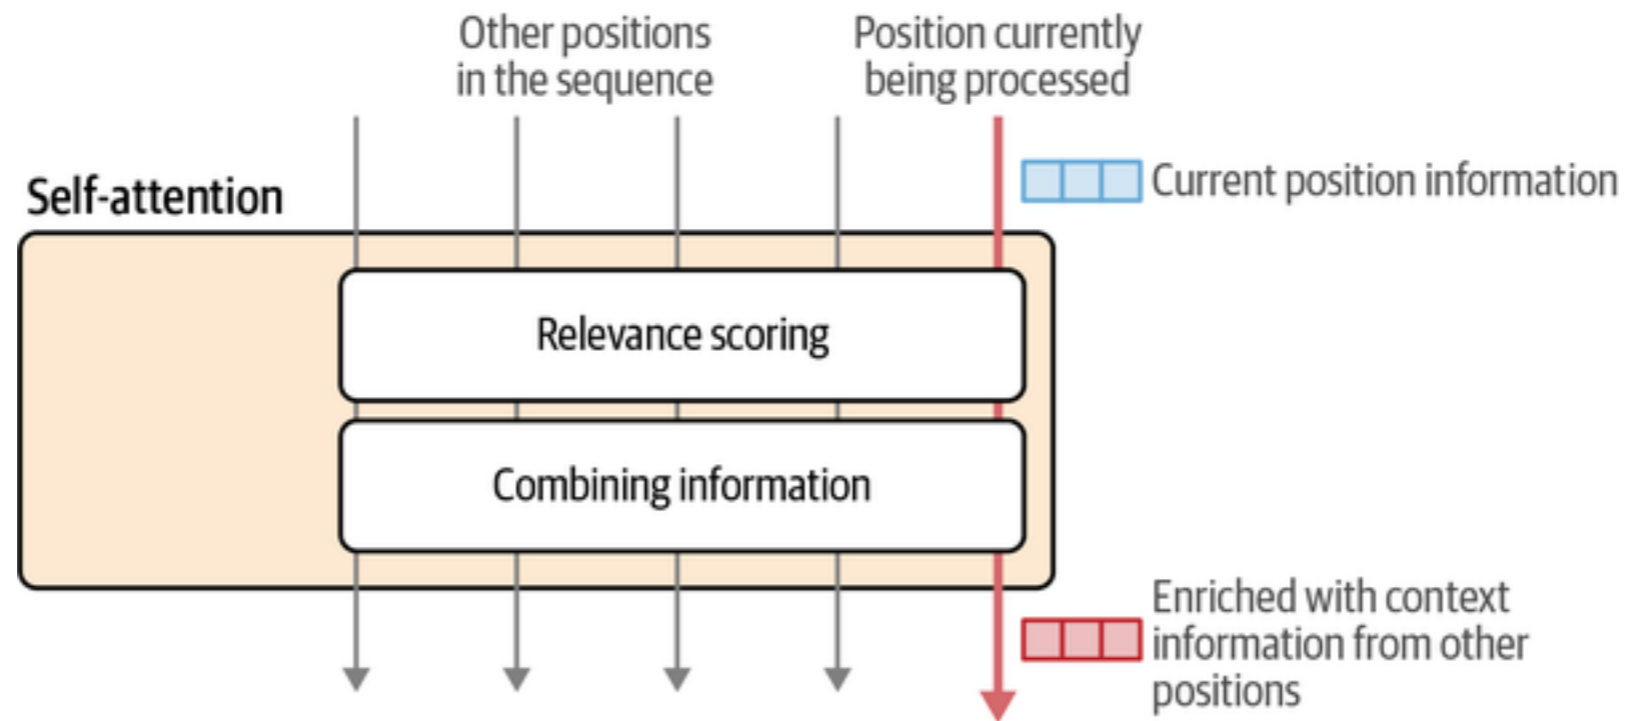 Other positions
in the sequence
Position currently
being processed
Self-attention
Current position information
Relevance scoring
Combining information
Enriched with context
information from other
positions